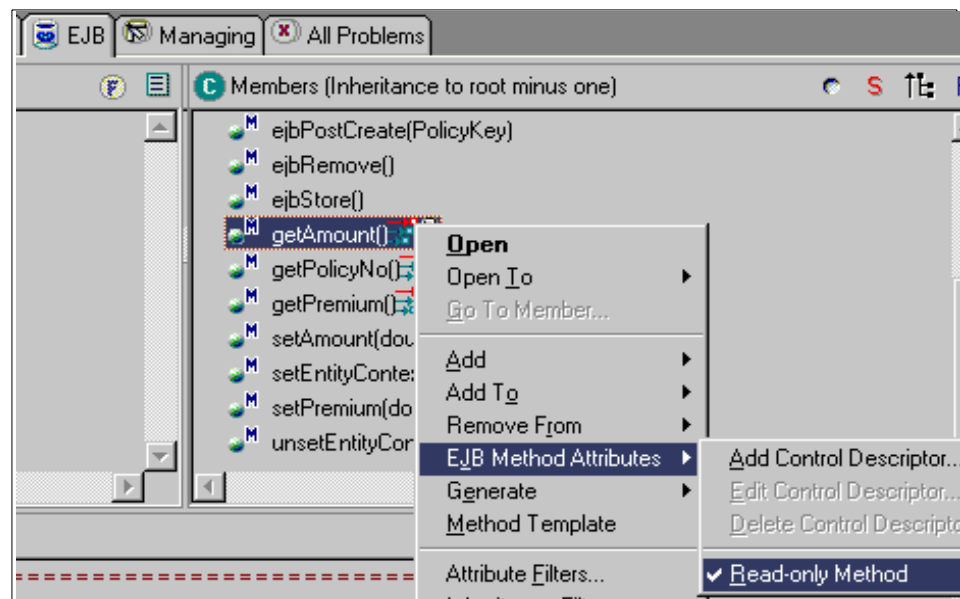 EJB Managing All Problems
Members (Inheritance to root minus one) S
M ejbPostCreate(PolicyKey)
M ejbRemove()
M ejbStore()
M getAmount()
M getPolicyNo()
M getPremium()
M setAmount(dou
M setEntityConte
M setPremium(do
M unsetEntityCor
Open
Open To
Go To Member...
Add
Add To
Remove From
EJB Method Attributes
Generate
Method Template
Attribute Filters...
Add Control Descriptor...
Edit Control Descriptor...
Delete Control Descripto
Read-only Method